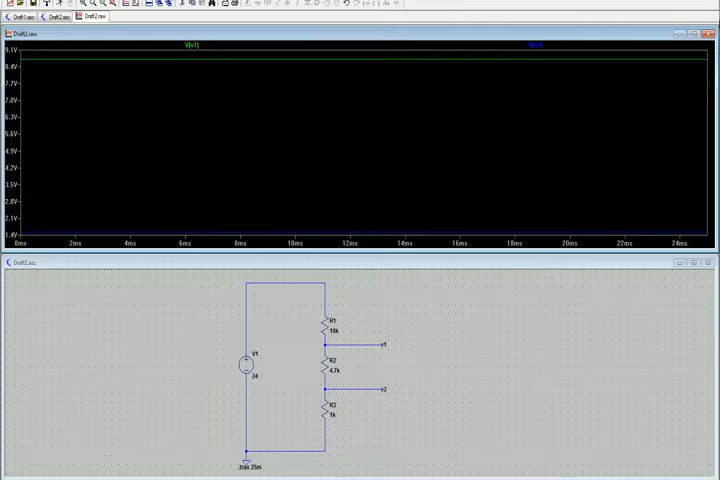 Draft1.asc Draft2.asc Draft2.raw
Draft2.raw
V[v1] V[v2]
9.1V
8.4V
7.7V
7.0V
6.3V
5.6V
4.9V
4.2V
3.5V
2.8V
2.1V
1.4V
0ms 2ms 4ms 6ms 8ms 10ms 12ms 14ms 16ms 18ms 20ms 22ms 24ms
Draft2.asc
R1
10k
v1
V1
24
R2
4.7k
v2
R3
1k
.tran 25m